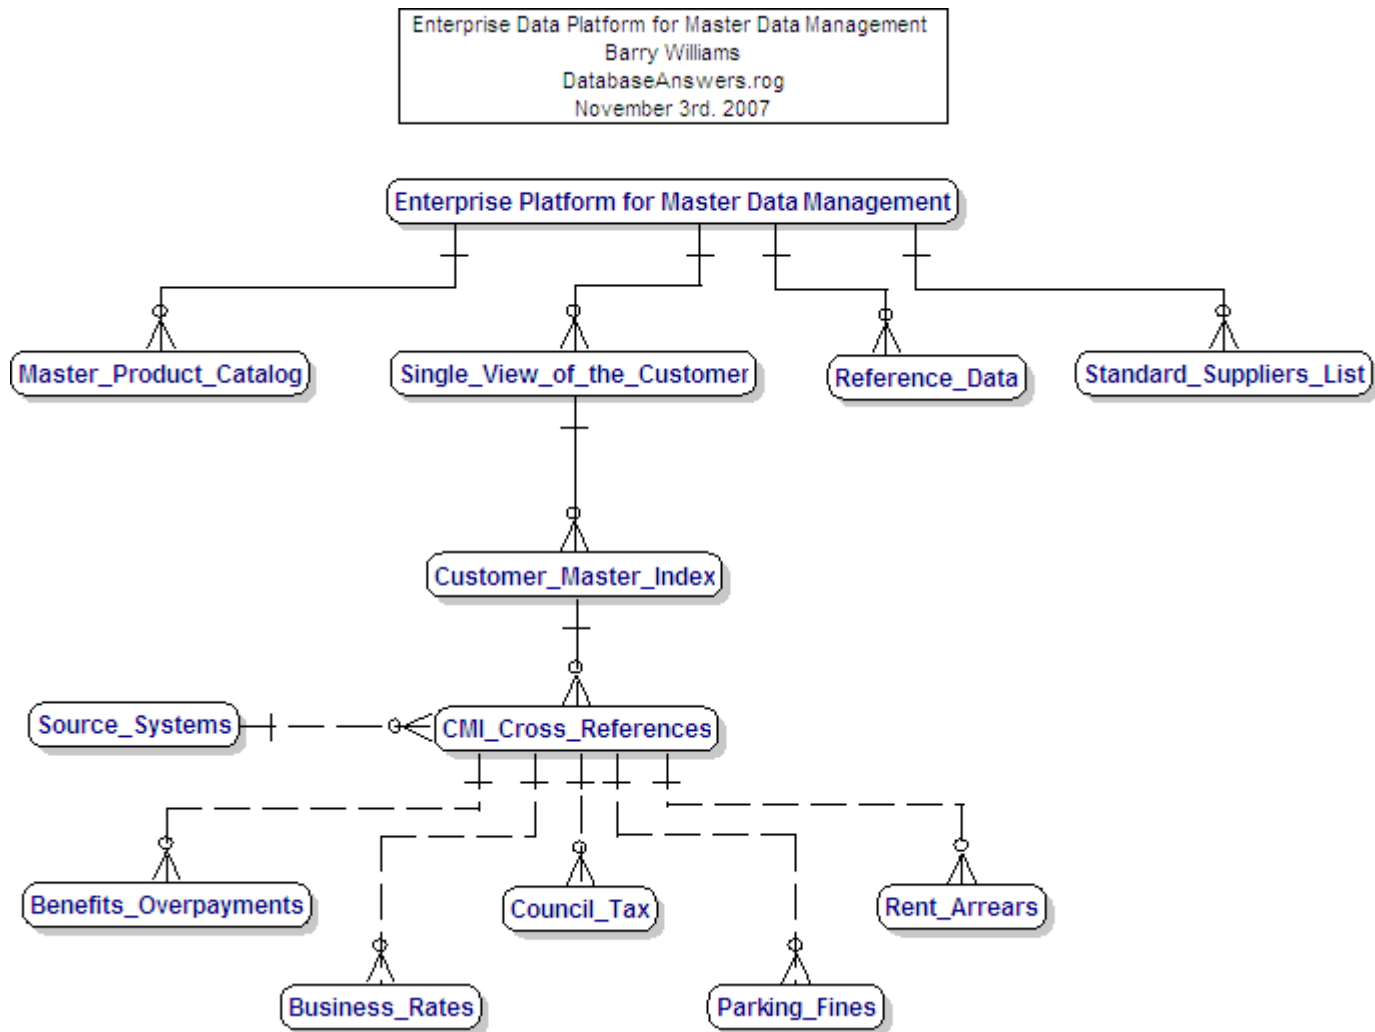 Enterprise Data Platform for Master Data Management
Barry Williams
DatabaseAnswers.rog
November 3rd. 2007
Enterprise Platform for Master Data Management
Master_Product_Catalog
Single_View_of_the_Customer
Reference_Data
Standard_Suppliers_List
Customer_Master_Index
Source_Systems
CMI_Cross_References
Benefits_Overpayments
Council_Tax
Rent_Arrears
Business_Rates
Parking_Fines